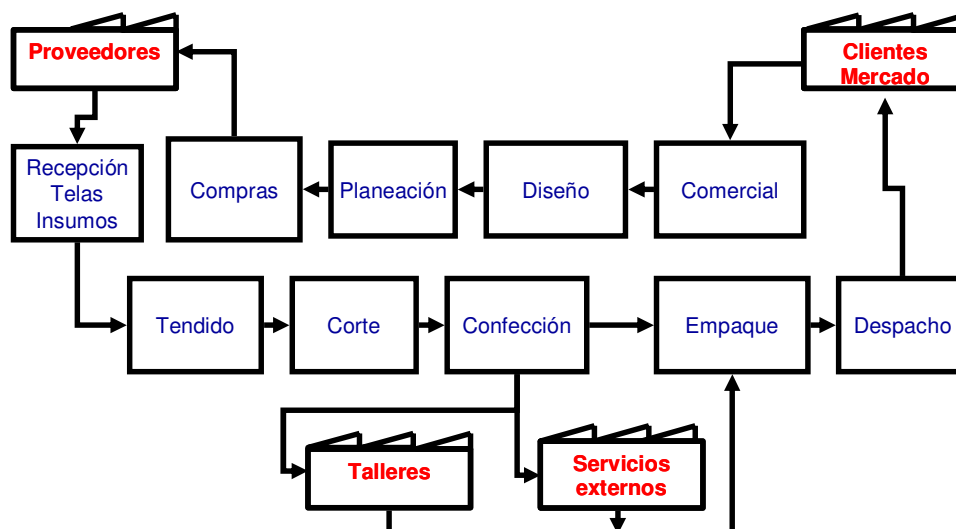 Proveedores
Clientes
Mercado
Recepción
Telas
Insumos
Compras
Planeación
Diseño
Comercial
Tendido
Corte
Confección
Empaque
Despacho
Talleres
Servicios
externos